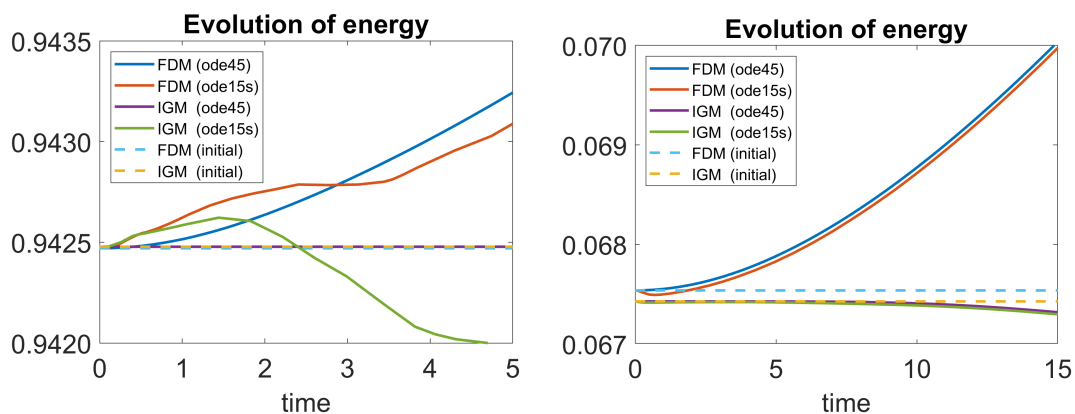 Evolution of energy
0.9435
0.9430
0.9425
0.9420
FDM (ode45)
FDM (ode15s)
IGM (ode45)
IGM (ode15s)
FDM (initial)
IGM (initial)
0 1 2 3 4 5
time
Evolution of energy
0.070
0.069
0.068
0.067
FDM (ode45)
FDM (ode15s)
IGM (ode45)
IGM (ode15s)
FDM (initial)
IGM (initial)
0 5 10 15
time